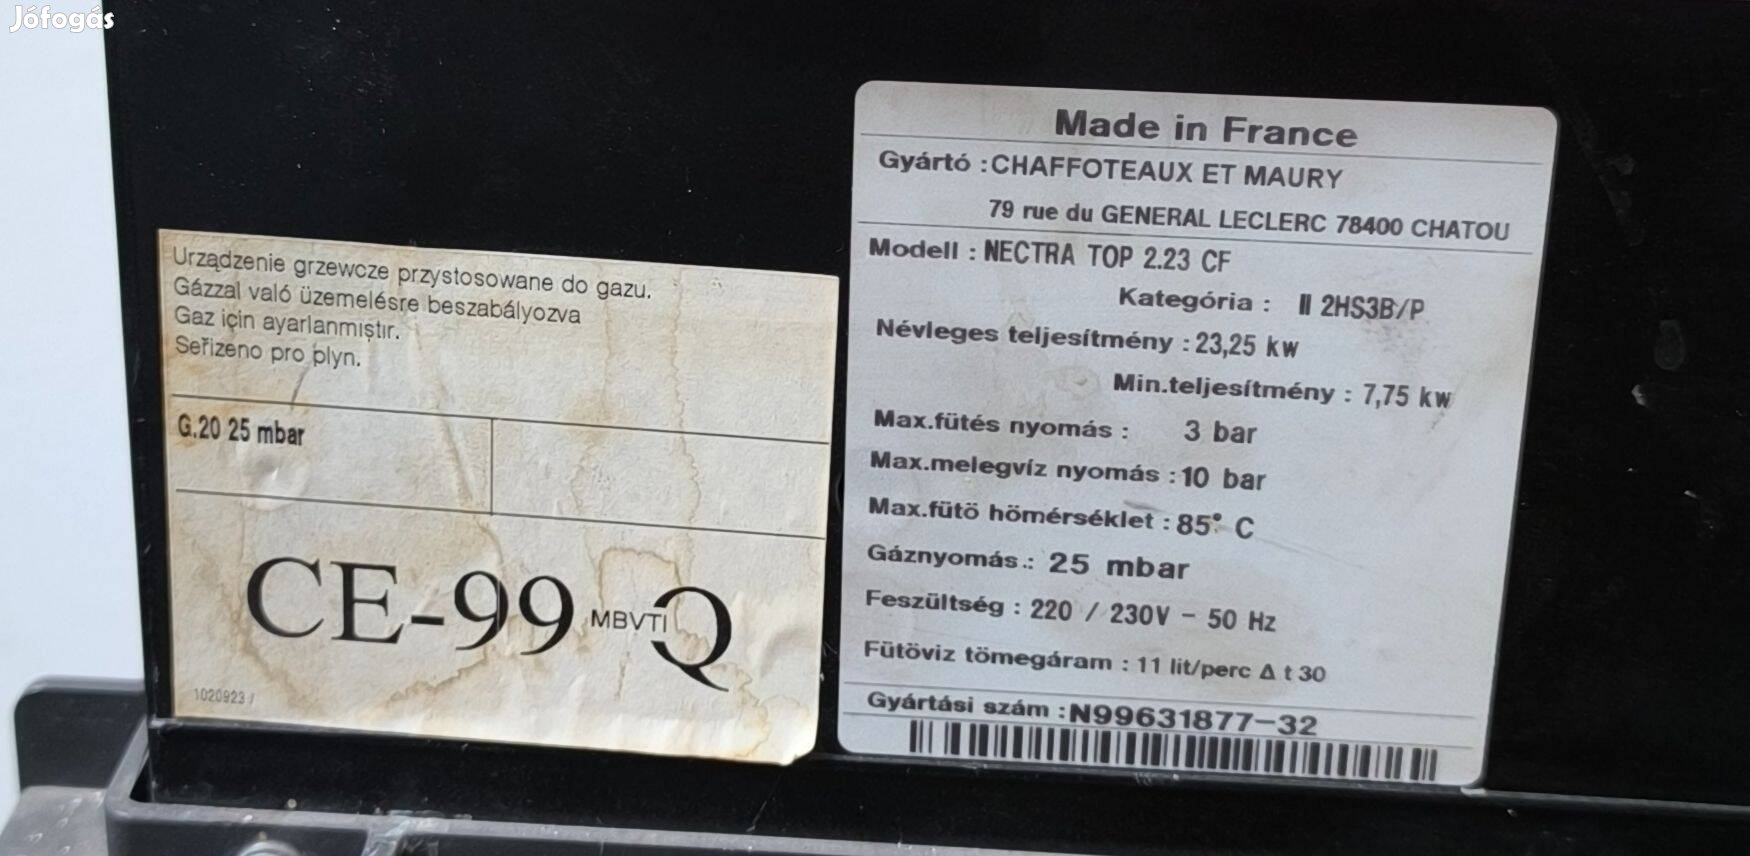 Jófogás
Urządzenie grzewcze przystosowane do gazu.
Gázzal való üzemelésre beszabályozva
Gaz için ayarlanmıştır.
Seřizeno pro plyn.
G.20 25 mbar
CE-99 MBVTI Q
1020923 /
Made in France
Gyártó :CHAFFOTEAUX ET MAURY
79 rue du GENERAL LECLERC 78400 CHATOU
Modell : NECTRA TOP 2.23 CF
Kategória : II 2HS3B/P
Névleges teljesítmény : 23,25 kw
Min.teljesítmény : 7,75 kw
Max.fütés nyomás : 3 bar
Max.melegvíz nyomás : 10 bar
Max.fütö hömérséklet : 85° C
Gáznyomás.: 25 mbar
Feszültség : 220 / 230V - 50 Hz
Fütöviz tömegáram : 11 lit/perc Δ t 30
Gyártási szám :N99631877-32